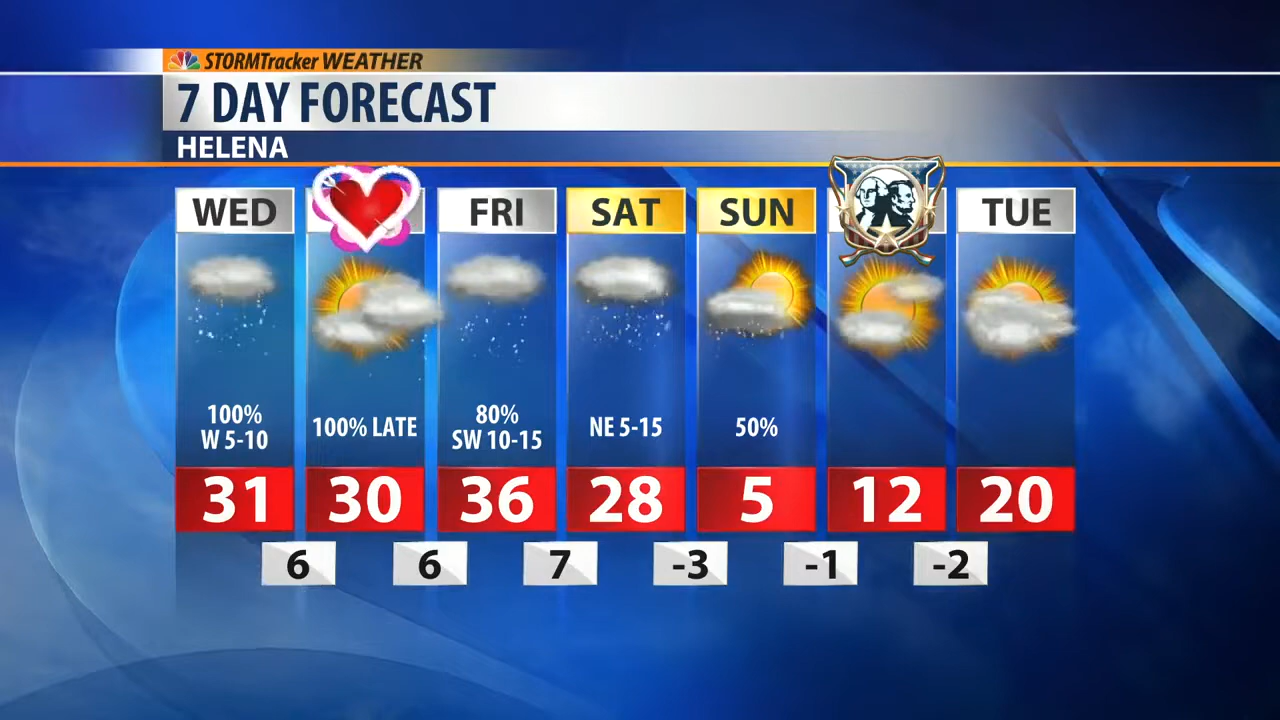 STORMTracker WEATHER
7 DAY FORECAST
HELENA
WED
FRI
SAT
SUN
TUE
100%
W 5-10
100% LATE
80%
SW 10-15
NE 5-15
50%
31
30
36
28
5
12
20
6
6
7
-3
-1
-2